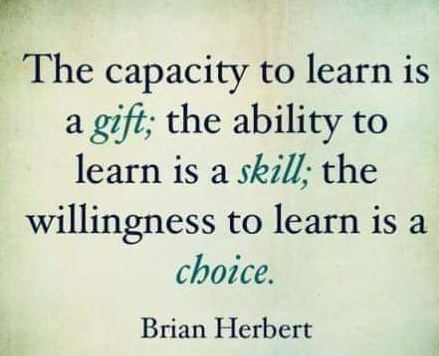 The capacity to learn is
a gift; the ability to
learn is a skill; the
willingness to learn is a
choice.
Brian Herbert